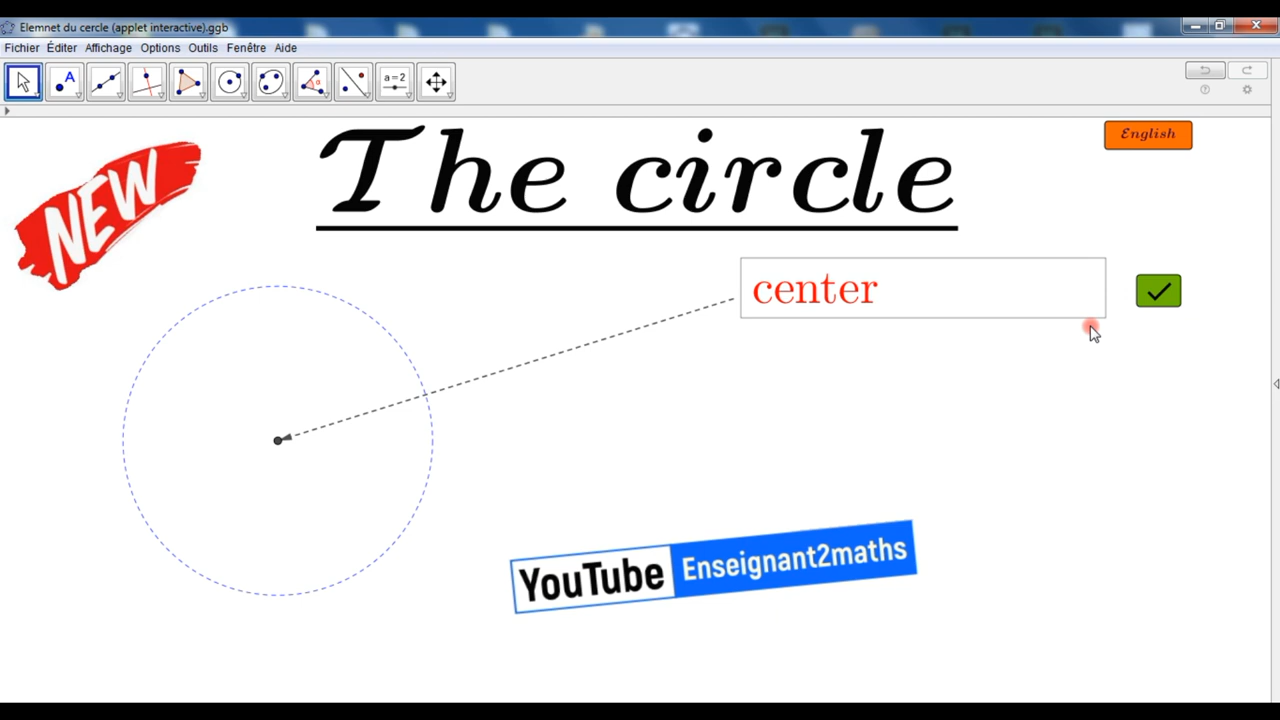 Elemnet du cercle (applet interactive).ggb
Fichier Éditer Affichage Options Outils Fenêtre Aide
A
α
a=2
English
The circle
NEW
center
YouTube Enseignant2maths